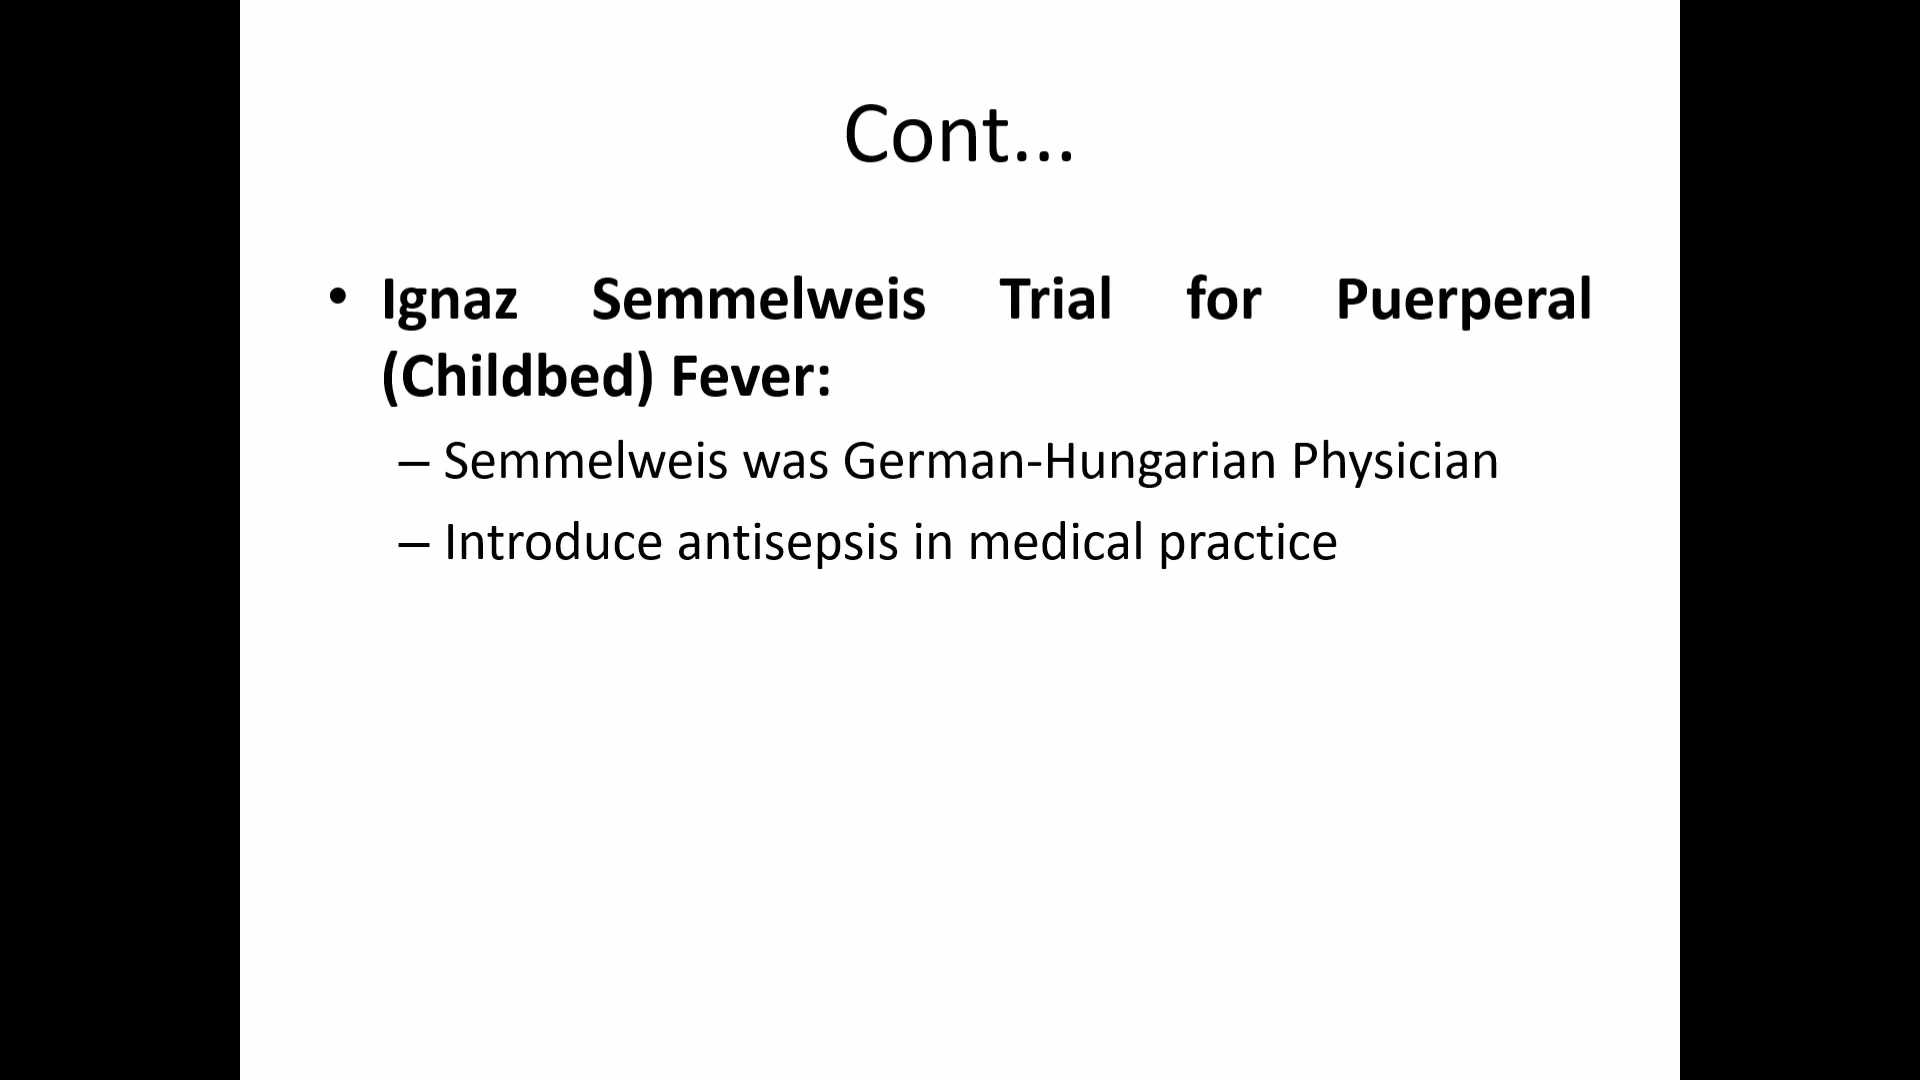 Cont...
• Ignaz Semmelweis Trial for Puerperal
(Childbed) Fever:
– Semmelweis was German-Hungarian Physician
– Introduce antisepsis in medical practice